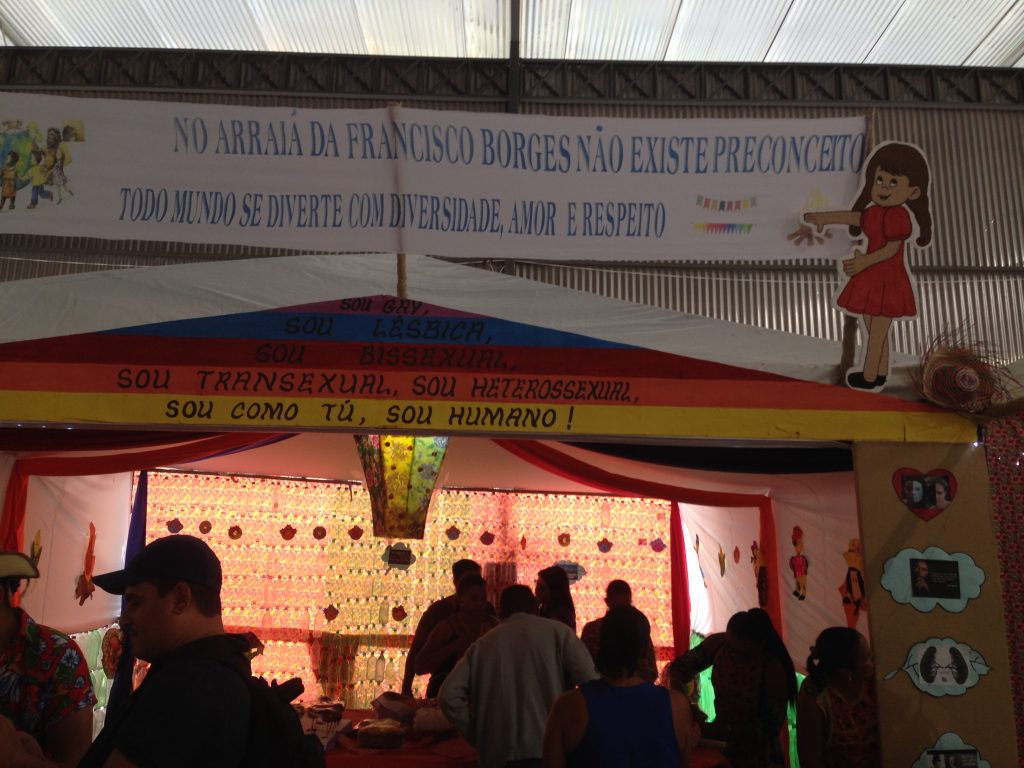 NO ARRAIÁ DA FRANCISCO BORGES NÃO EXISTE PRECONCEITO
TODO MUNDO SE DIVERTE COM DIVERSIDADE, AMOR E RESPEITO
SOU GAY,
SOU LÉSBICA,
SOU BISSEXUAL,
SOU TRANSEXUAL, SOU HETEROSSEXUAL,
SOU COMO TÚ, SOU HUMANO!